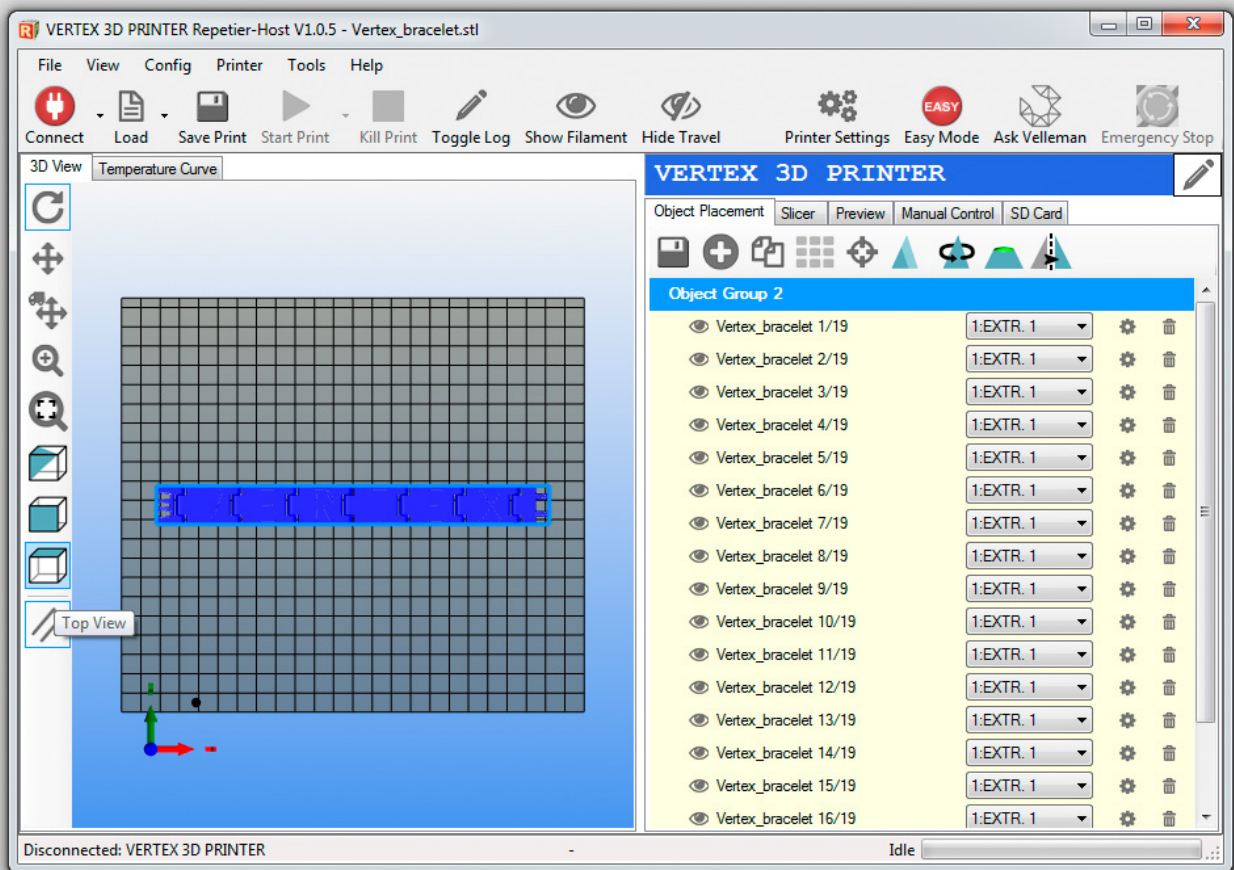 VERTEX 3D PRINTER Repetier-Host V1.0.5 - Vertex_bracelet.stl
File View Config Printer Tools Help
EASY
Connect Load Save Print Start Print Kill Print Toggle Log Show Filament Hide Travel Printer Settings Easy Mode Ask Velleman Emergency Stop
3D View Temperature Curve
VERTEX 3D PRINTER
Object Placement Slicer Preview Manual Control SD Card
Object Group 2
Vertex_bracelet 1/19 1:EXTR. 1
Vertex_bracelet 2/19 1:EXTR. 1
Vertex_bracelet 3/19 1:EXTR. 1
Vertex_bracelet 4/19 1:EXTR. 1
Vertex_bracelet 5/19 1:EXTR. 1
Vertex_bracelet 6/19 1:EXTR. 1
Vertex_bracelet 7/19 1:EXTR. 1
Vertex_bracelet 8/19 1:EXTR. 1
Vertex_bracelet 9/19 1:EXTR. 1
Vertex_bracelet 10/19 1:EXTR. 1
Vertex_bracelet 11/19 1:EXTR. 1
Vertex_bracelet 12/19 1:EXTR. 1
Vertex_bracelet 13/19 1:EXTR. 1
Vertex_bracelet 14/19 1:EXTR. 1
Vertex_bracelet 15/19 1:EXTR. 1
Vertex_bracelet 16/19 1:EXTR. 1
Top View
Disconnected: VERTEX 3D PRINTER - Idle